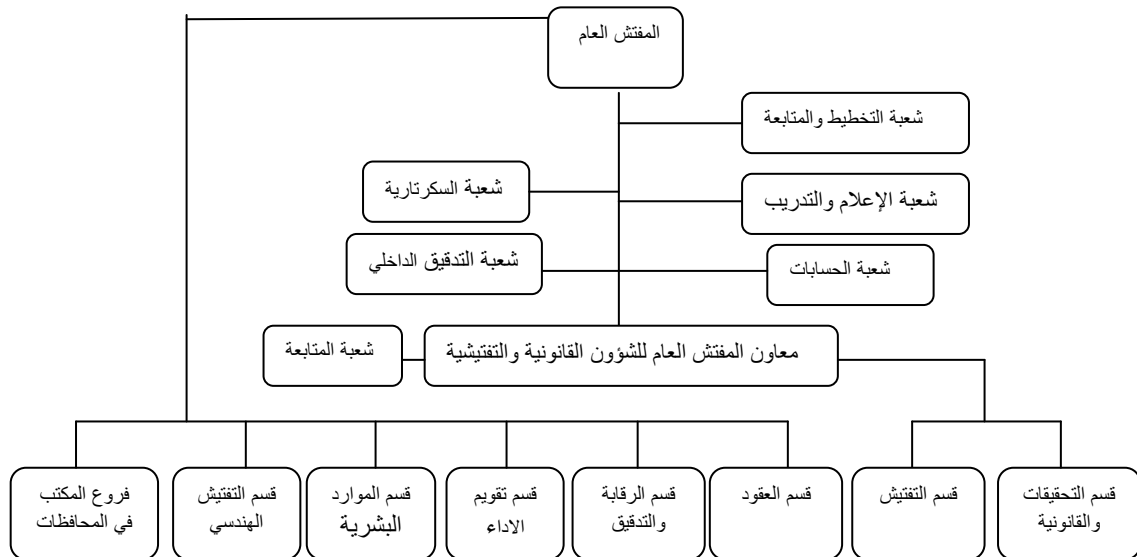 المفتش العام
شعبة التخطيط والمتابعة
شعبة السكرتارية
شعبة الإعلام والتدريب
شعبة التدقيق الداخلي
شعبة الحسابات
معاون المفتش العام للشؤون القانونية والتفتيشية
شعبة المتابعة
قسم التحقيقات
والقانونية
قسم التفتيش
قسم العقود
قسم الرقابة
والتدقيق
قسم تقويم
الاداء
قسم الموارد
البشرية
قسم التفتيش
الهندسي
فروع المكتب
في المحافظات